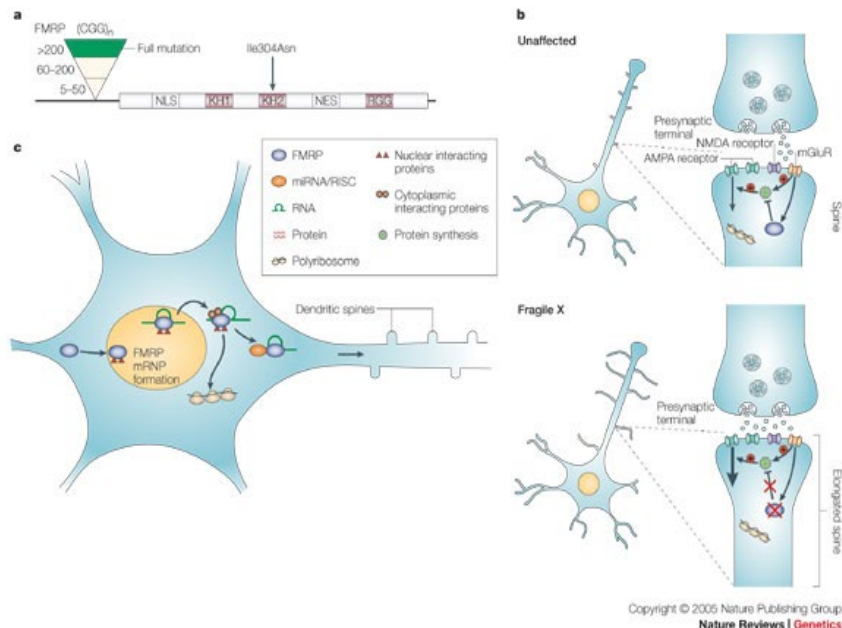 a
FMRP (CGG)n
>200
60–200
5–50
Full mutation
Ile304Asn
NLS
KH1
KH2
NES
RGG
b
Unaffected
Presynaptic
terminal
NMDA receptor
AMPA receptor
mGluR
Spine
c
FMRP
miRNA/RISC
RNA
Protein
Polyribosome
Nuclear interacting
proteins
Cytoplasmic
interacting proteins
Protein synthesis
Dendritic spines
FMRP
mRNP
formation
Fragile X
Presynaptic
terminal
Elongated spine
Copyright © 2005 Nature Publishing Group
Nature Reviews | Genetics